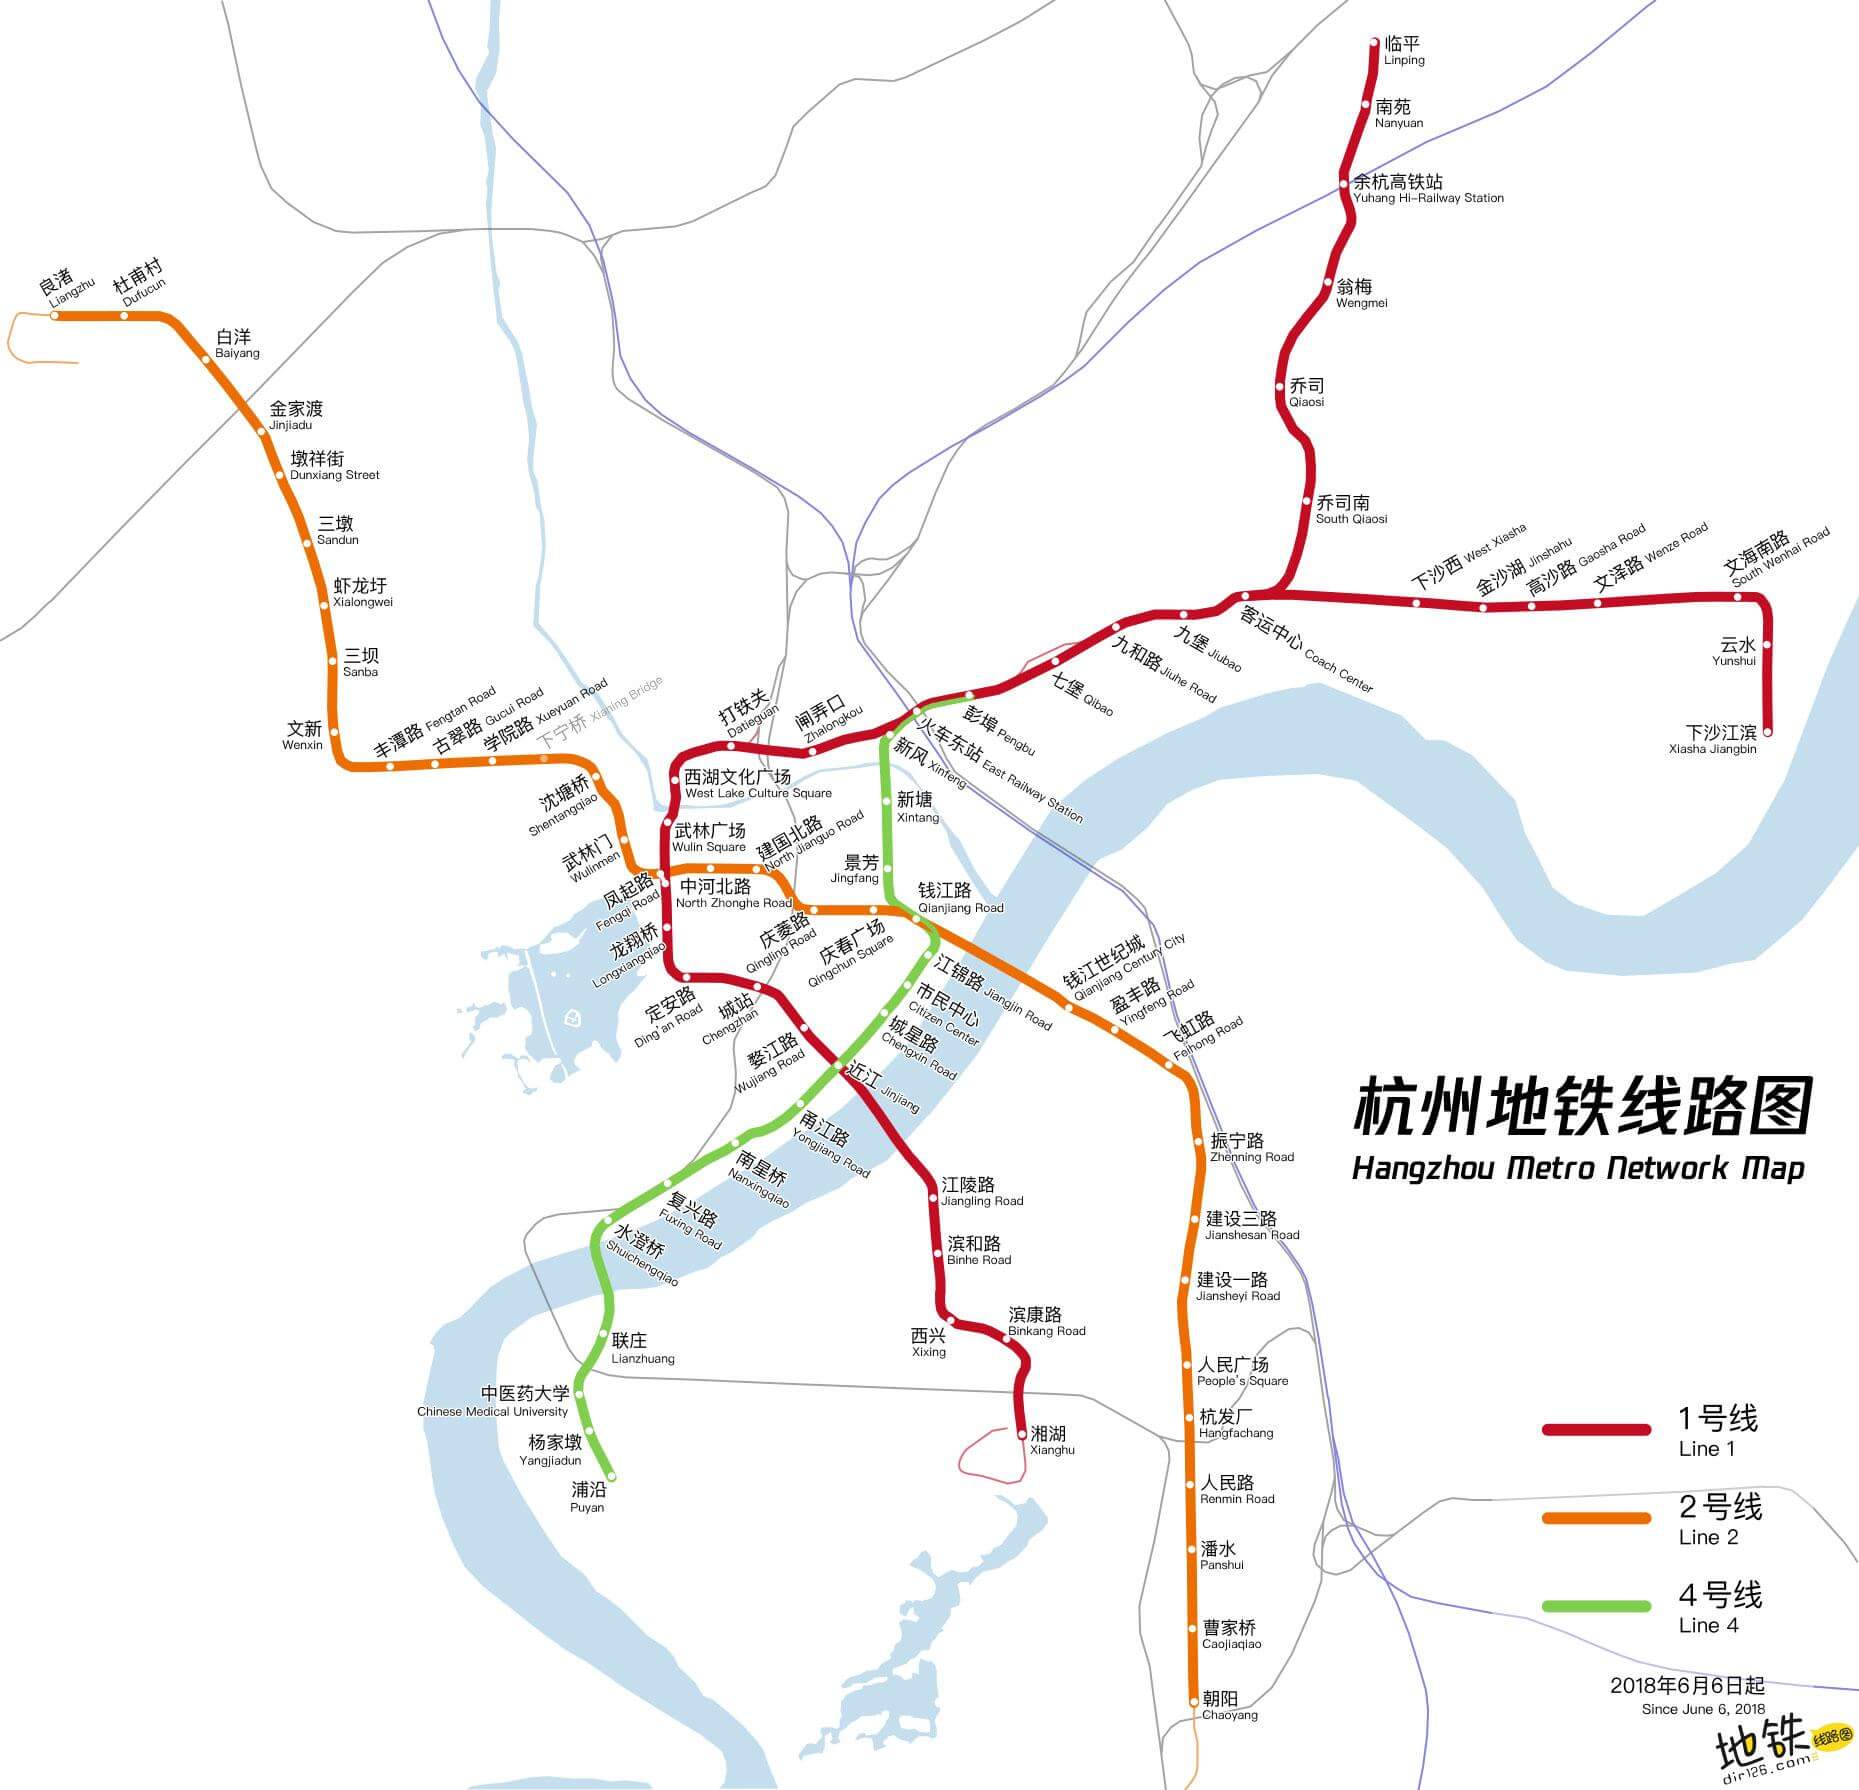 临平
Linping
南苑
Nanyuan
余杭高铁站
Yuhang Hi-Railway Station
翁梅
Wengmei
乔司
Qiaosi
乔司南
South Qiaosi
下沙西 West Xiasha
金沙湖 Jinshahu
高沙路 Gaosha Road
文泽路 Wenze Road
文海南路
South Wenhai Road
云水
Yunshui
下沙江滨
Xiasha Jiangbin
客运中心 Coach Center
九堡 Jiubao
九和路 Jiuhe Road
七堡 Qibao
彭埠 Pengbu
火车东站 East Railway Station
新风 Xinfeng
闸弄口
Zhalongkou
打铁关
Datieguan
西湖文化广场
West Lake Culture Square
武林广场
Wulin Square
良渚
Liangzhu
杜甫村
Dufucun
白洋
Baiyang
金家渡
Jinjiadu
墩祥街
Dunxiang Street
三墩
Sandun
虾龙圩
Xialongwei
三坝
Sanba
文新
Wenxin
丰潭路 Fengtan Road
古翠路 Gucui Road
学院路 Xueyuan Road
下宁桥 Xianing Bridge
沈塘桥
Shentangqiao
武林门
Wulinmen
凤起路
Fengqi Road
中河北路
North Zhonghe Road
建国北路
North Jianguo Road
庆菱路
Qingling Road
庆春广场
Qingchun Square
新塘
Xintang
景芳
Jingfang
钱江路
Qianjiang Road
龙翔桥
Longxiangqiao
定安路
Ding'an Road
城站
Chengzhan
婺江路
Wujiang Road
近江 Jinjiang
江锦路 Jiangjin Road
市民中心
Citizen Center
城星路
Chengxin Road
钱江世纪城
Qianjiang Century City
盈丰路
Yingfeng Road
飞虹路
Feihong Road
甬江路
Yongjiang Road
南星桥
Nanxingqiao
复兴路
Fuxing Road
水澄桥
Shuichengqiao
联庄
Lianzhuang
中医药大学
Chinese Medical University
杨家墩
Yangjiadun
浦沿
Puyan
江陵路
Jiangling Road
滨和路
Binhe Road
西兴
Xixing
滨康路
Binkang Road
湘湖
Xianghu
振宁路
Zhenning Road
建设三路
Jianshesan Road
建设一路
Jiansheyi Road
人民广场
People's Square
杭发厂
Hangfachang
人民路
Renmin Road
潘水
Panshui
曹家桥
Caojiaqiao
朝阳
Chaoyang
杭州地铁线路图
Hangzhou Metro Network Map
1号线
Line 1
2号线
Line 2
4号线
Line 4
2018年6月6日起
Since June 6, 2018
地铁线路图
dir126.com